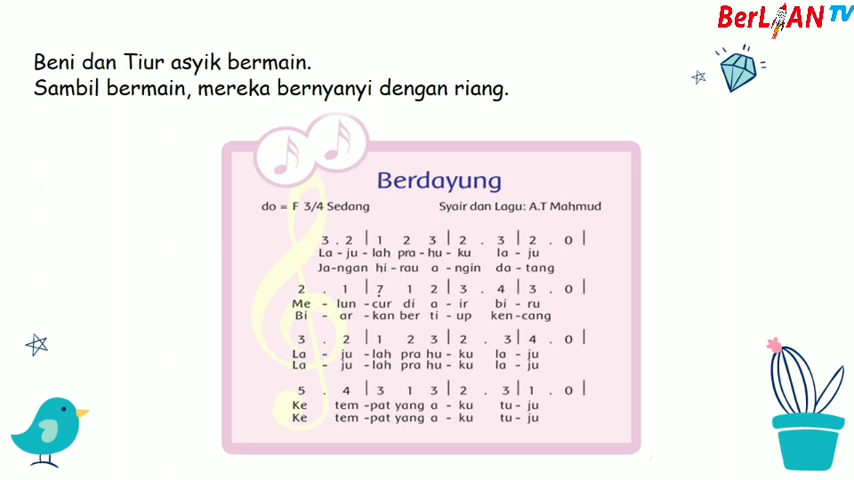 BerLIAN TV
Beni dan Tiur asyik bermain.
Sambil bermain, mereka bernyanyi dengan riang.
Berdayung
do = F 3/4 Sedang Syair dan Lagu: A.T Mahmud
3 . 2 | 1 2 3 | 2 . 3 | 2 . 0 |
La - ju - lah pra - hu - ku la - ju
Ja-ngan hi - rau a - ngin da - tang
2 . 1 | 7̣ 1 2 | 3 . 4 | 3 . 0 |
Me - lun - cur di a - ir bi - ru
Bi - ar - kan ber ti - up ken-cang
3 . 2 | 1 2 3 | 2 . 3 | 4 . 0 |
La - ju - lah pra hu - ku la - ju
La - ju - lah pra hu - ku la - ju
5 . 4 | 3 1 3 | 2 . 3 | 1 . 0 |
Ke tem -pat yang a - ku tu - ju
Ke tem -pat yang a - ku tu - ju